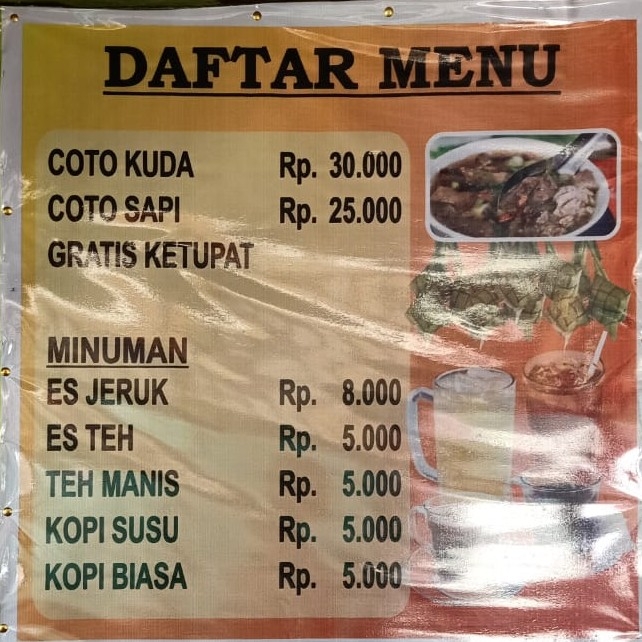 DAFTAR MENU
COTO KUDA Rp. 30.000
COTO SAPI Rp. 25.000
GRATIS KETUPAT
MINUMAN
ES JERUK Rp. 8.000
ES TEH Rp. 5.000
TEH MANIS Rp. 5.000
KOPI SUSU Rp. 5.000
KOPI BIASA Rp. 5.000